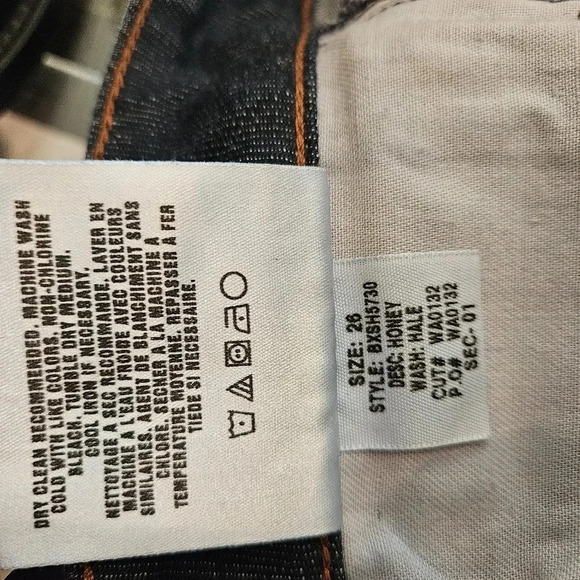 DRY CLEAN RECOMMENDED. MACHINE WASH
COLD WITH LIKE COLORS. NON-CHLORINE
BLEACH. TUMBLE DRY MEDIUM.
COOL IRON IF NECESSARY.
NETTOYAGE A SEC RECOMMANDE. LAVER EN
MACHINE A L'EAU FROIDE AVEC COULEURS
SIMILAIRES. AGENT DE BLANCHIMENT SANS
CHLORE. SECHER A LA MACHINE A
TEMPERATURE MOYENNE. REPASSER À FER
TIEDE SI NECESSAIRE.
SIZE: 26
STYLE: BXSH5730
DESC: HONEY
WASH: HALE
CUT# WA0132
P.O# WA0132
SEC- 01